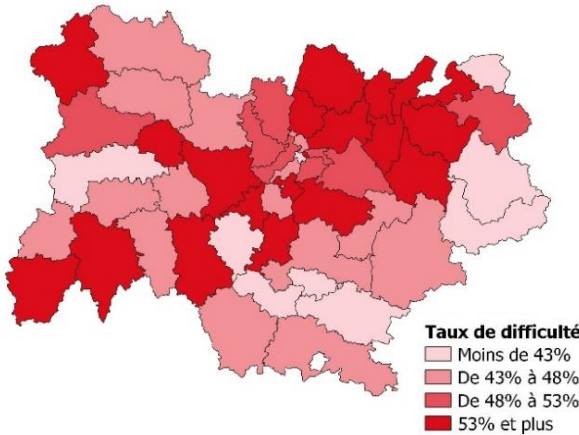 Taux de difficulté
Moins de 43%
De 43% à 48%
De 48% à 53%
53% et plus